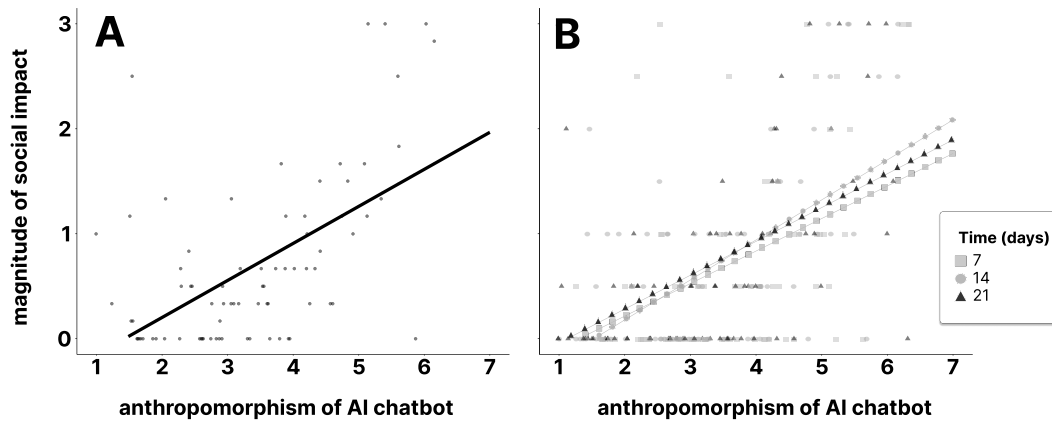 A
B
magnitude of social impact
3
2
1
0
1 2 3 4 5 6 7
1 2 3 4 5 6 7
anthropomorphism of AI chatbot
anthropomorphism of AI chatbot
Time (days)
7
14
21